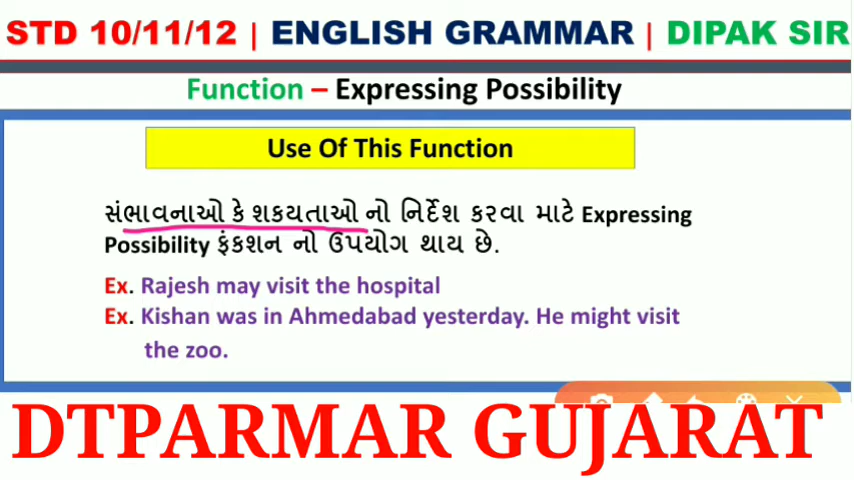 STD 10/11/12 | ENGLISH GRAMMAR | DIPAK SIR
Function – Expressing Possibility
Use Of This Function
સંભાવનાઓ કે શકયતાઓ નો નિર્દેશ કરવા માટે Expressing
Possibility ફંકશન નો ઉપયોગ થાય છે.
Ex. Rajesh may visit the hospital
Ex. Kishan was in Ahmedabad yesterday. He might visit
the zoo.
DTPARMAR GUJARAT